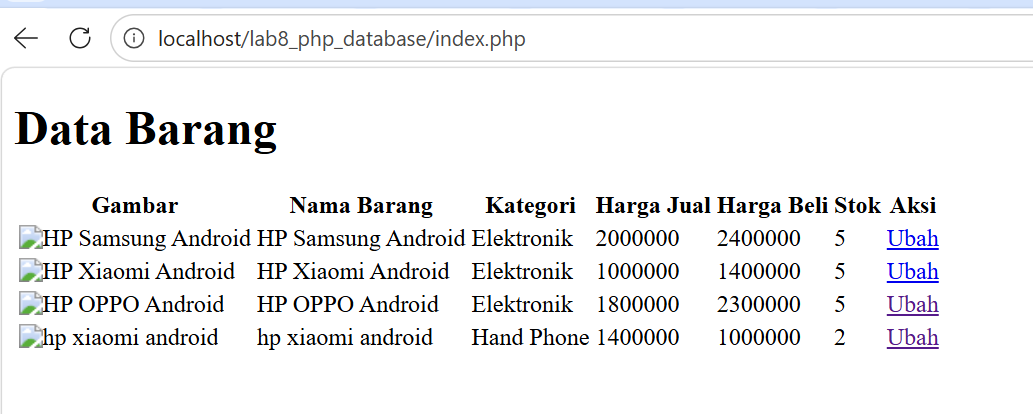 localhost/lab8_php_database/index.php
Data Barang
Gambar Nama Barang Kategori Harga Jual Harga Beli Stok Aksi
HP Samsung Android HP Samsung Android Elektronik 2000000 2400000 5 Ubah
HP Xiaomi Android HP Xiaomi Android Elektronik 1000000 1400000 5 Ubah
HP OPPO Android HP OPPO Android Elektronik 1800000 2300000 5 Ubah
hp xiaomi android hp xiaomi android Hand Phone 1400000 1000000 2 Ubah